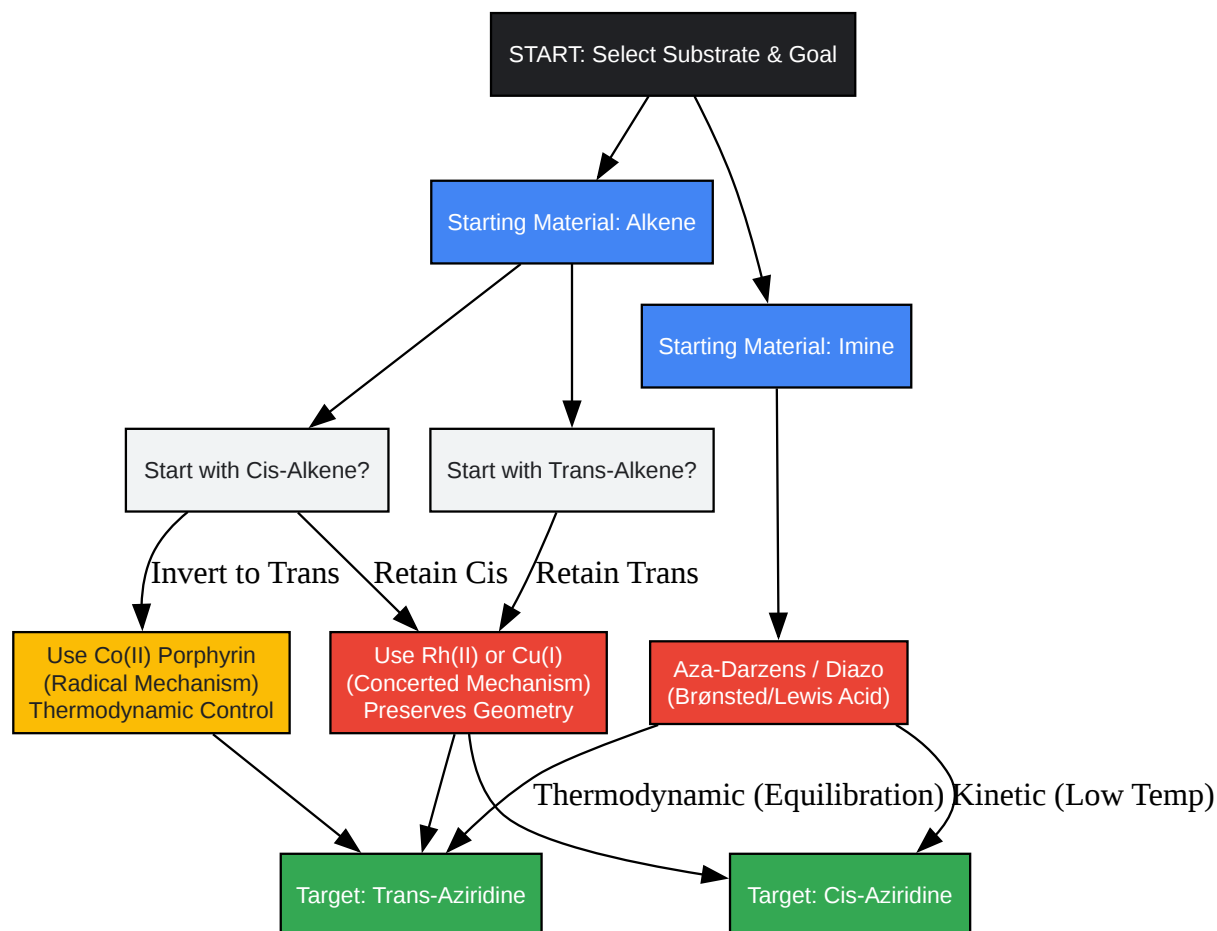 START: Select Substrate & Goal
Starting Material: Alkene
Starting Material: Imine
Start with Cis-Alkene?
Start with Trans-Alkene?
Invert to Trans
Retain Cis
Retain Trans
Use Co(II) Porphyrin
(Radical Mechanism)
Thermodynamic Control
Use Rh(II) or Cu(I)
(Concerted Mechanism)
Preserves Geometry
Aza-Darzens / Diazo
(Brønsted/Lewis Acid)
Thermodynamic (Equilibration)
Kinetic (Low Temp)
Target: Trans-Aziridine
Target: Cis-Aziridine